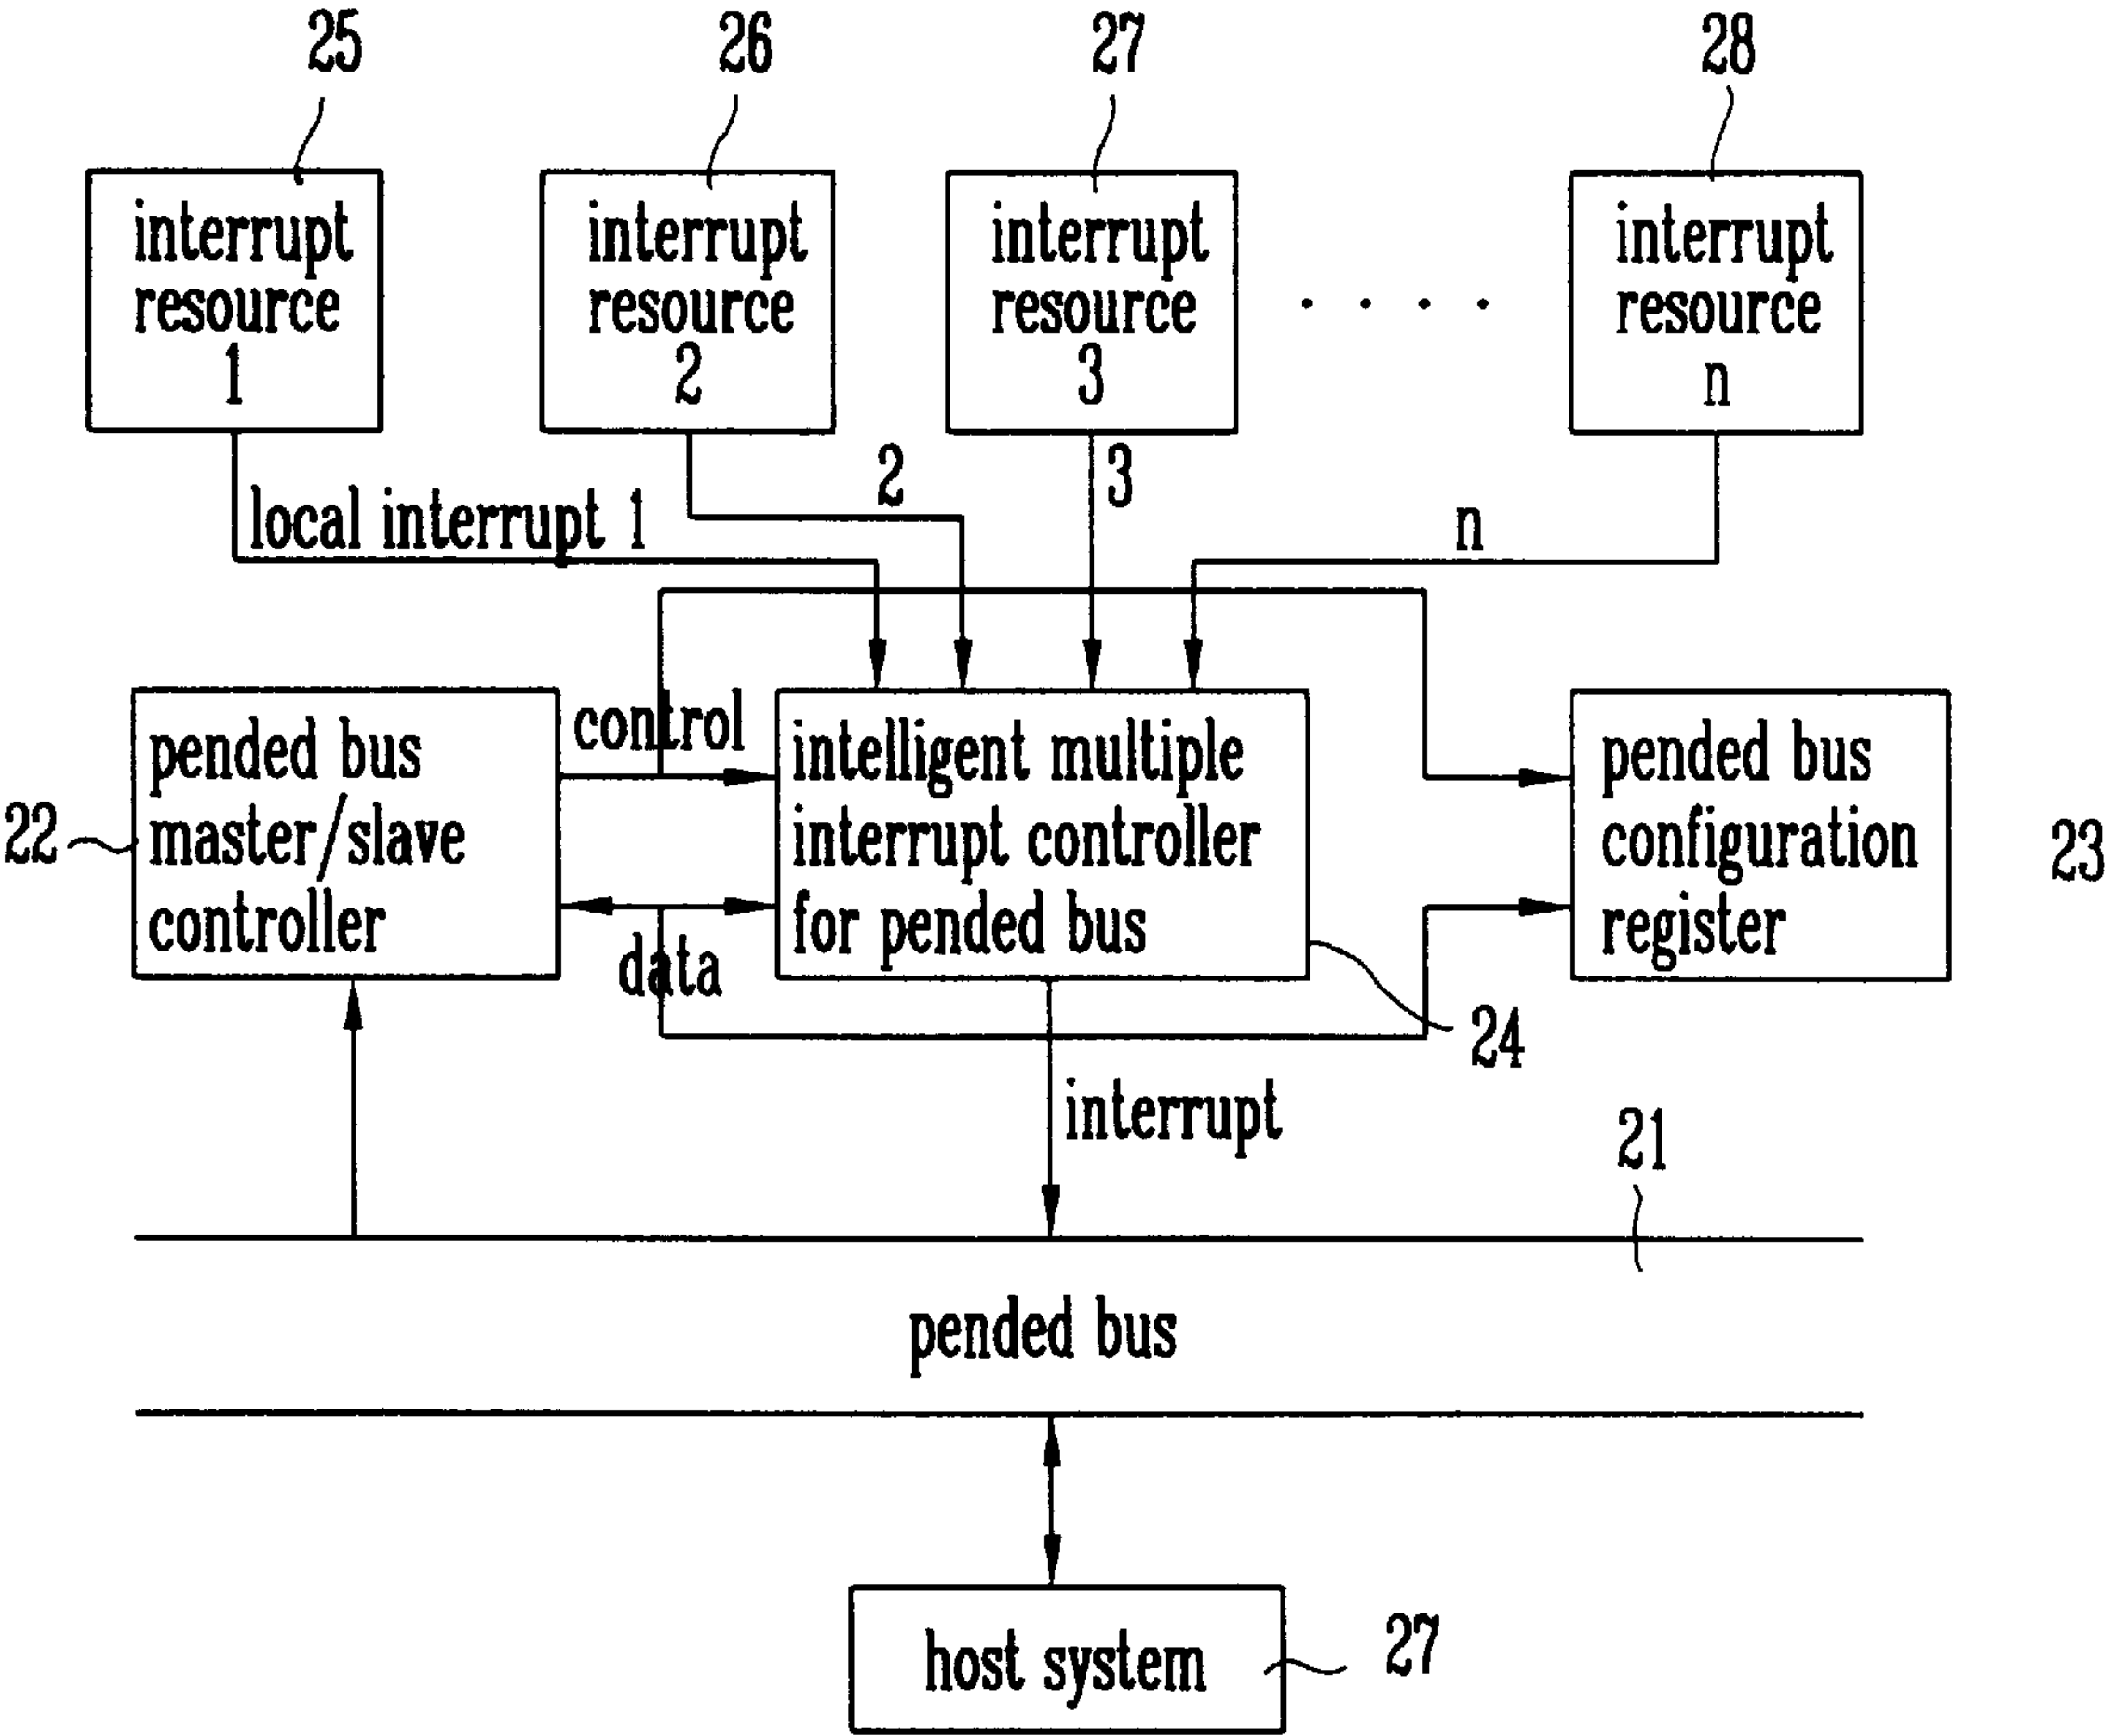 25
26
27
28
interrupt
resource
1
interrupt
resource
2
interrupt
resource
3
. . . .
interrupt
resource
n
local interrupt 1
2
3
n
22
pended bus
master/slave
controller
control
data
intelligent multiple
interrupt controller
for pended bus
pended bus
configuration
register
23
24
interrupt
21
pended bus
host system
27